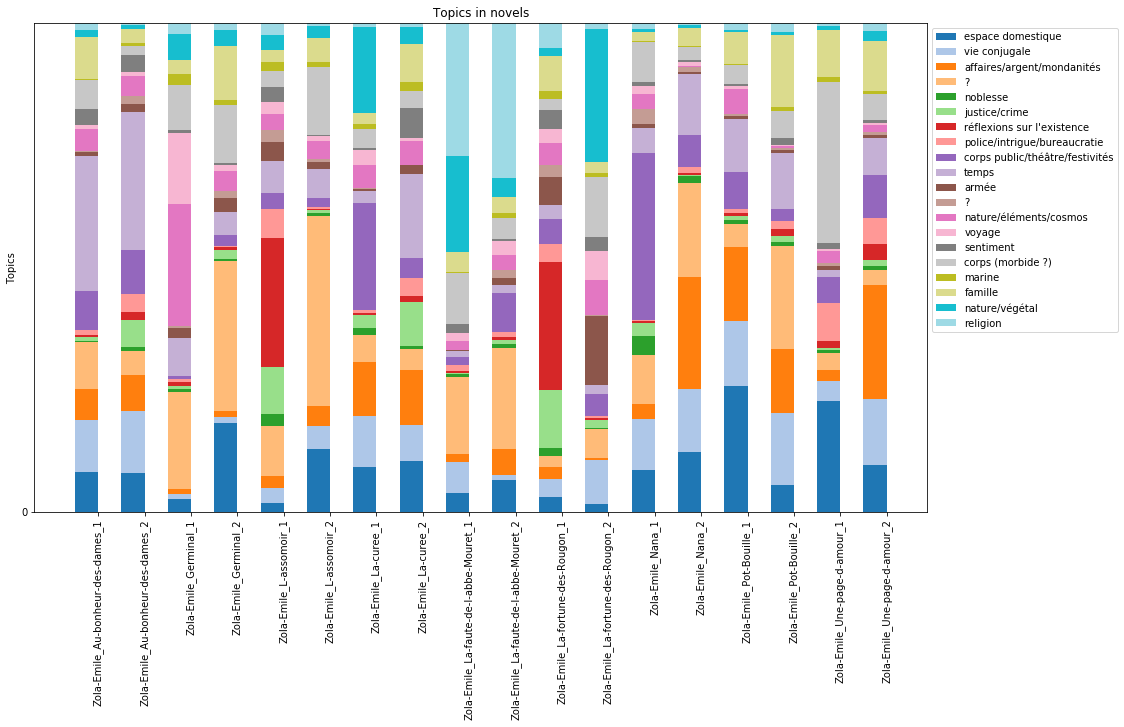 Topics in novels
Topics
0
Zola-Emile_Au-bonheur-des-dames_1
Zola-Emile_Au-bonheur-des-dames_2
Zola-Emile_Germinal_1
Zola-Emile_Germinal_2
Zola-Emile_L-assomoir_1
Zola-Emile_L-assomoir_2
Zola-Emile_La-curee_1
Zola-Emile_La-curee_2
Zola-Emile_La-faute-de-l-abbe-Mouret_1
Zola-Emile_La-faute-de-l-abbe-Mouret_2
Zola-Emile_La-fortune-des-Rougon_1
Zola-Emile_La-fortune-des-Rougon_2
Zola-Emile_Nana_1
Zola-Emile_Nana_2
Zola-Emile_Pot-Bouille_1
Zola-Emile_Pot-Bouille_2
Zola-Emile_Une-page-d-amour_1
Zola-Emile_Une-page-d-amour_2
espace domestique
vie conjugale
affaires/argent/mondanités
?
noblesse
justice/crime
réflexions sur l'existence
police/intrigue/bureaucratie
corps public/théâtre/festivités
temps
armée
?
nature/éléments/cosmos
voyage
sentiment
corps (morbide ?)
marine
famille
nature/végétal
religion